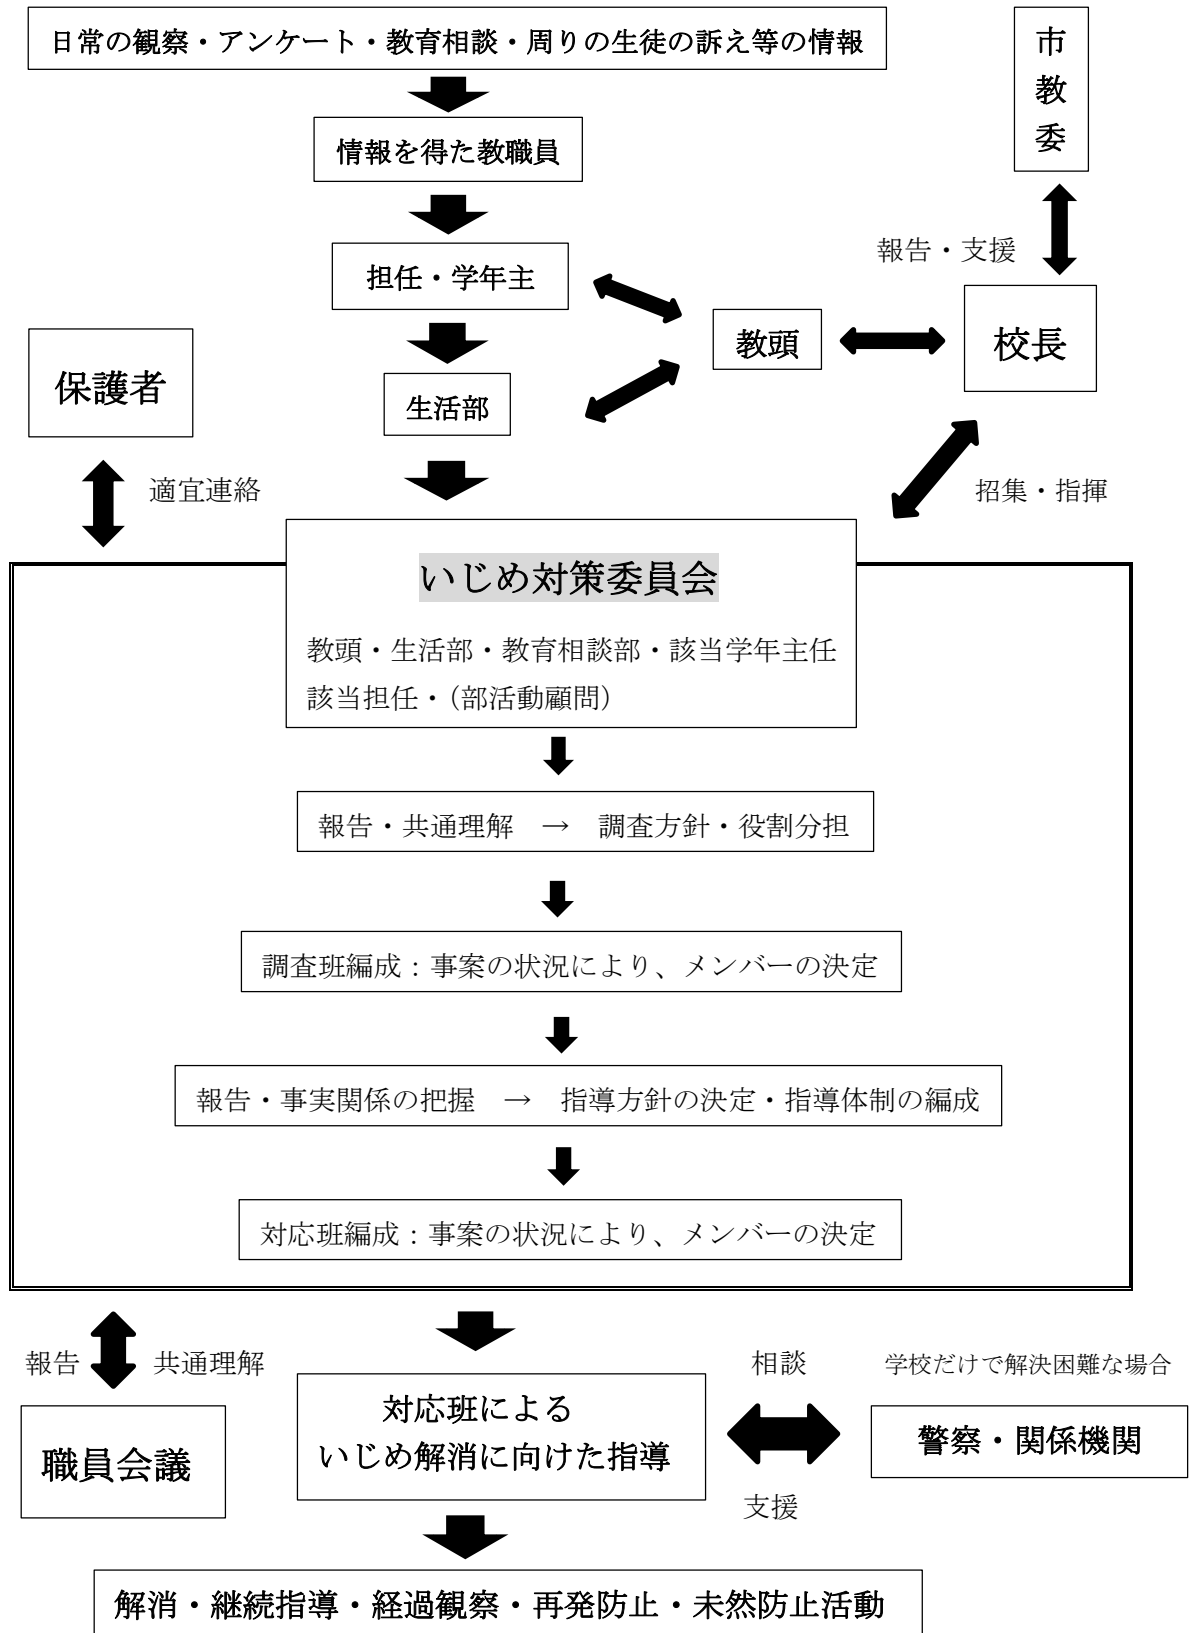 日常の観察・アンケート・教育相談・周りの生徒の訴え等の情報
市教委
情報を得た教職員
報告・支援
担任・学年主
教頭
校長
保護者
生活部
適宜連絡
招集・指揮
いじめ対策委員会
教頭・生活部・教育相談部・該当学年主任
該当担任・（部活動顧問）
報告・共通理解　→　調査方針・役割分担
調査班編成：事案の状況により、メンバーの決定
報告・事実関係の把握　→　指導方針の決定・指導体制の編成
対応班編成：事案の状況により、メンバーの決定
報告　共通理解
相談
学校だけで解決困難な場合
対応班による
いじめ解消に向けた指導
警察・関係機関
職員会議
支援
解消・継続指導・経過観察・再発防止・未然防止活動